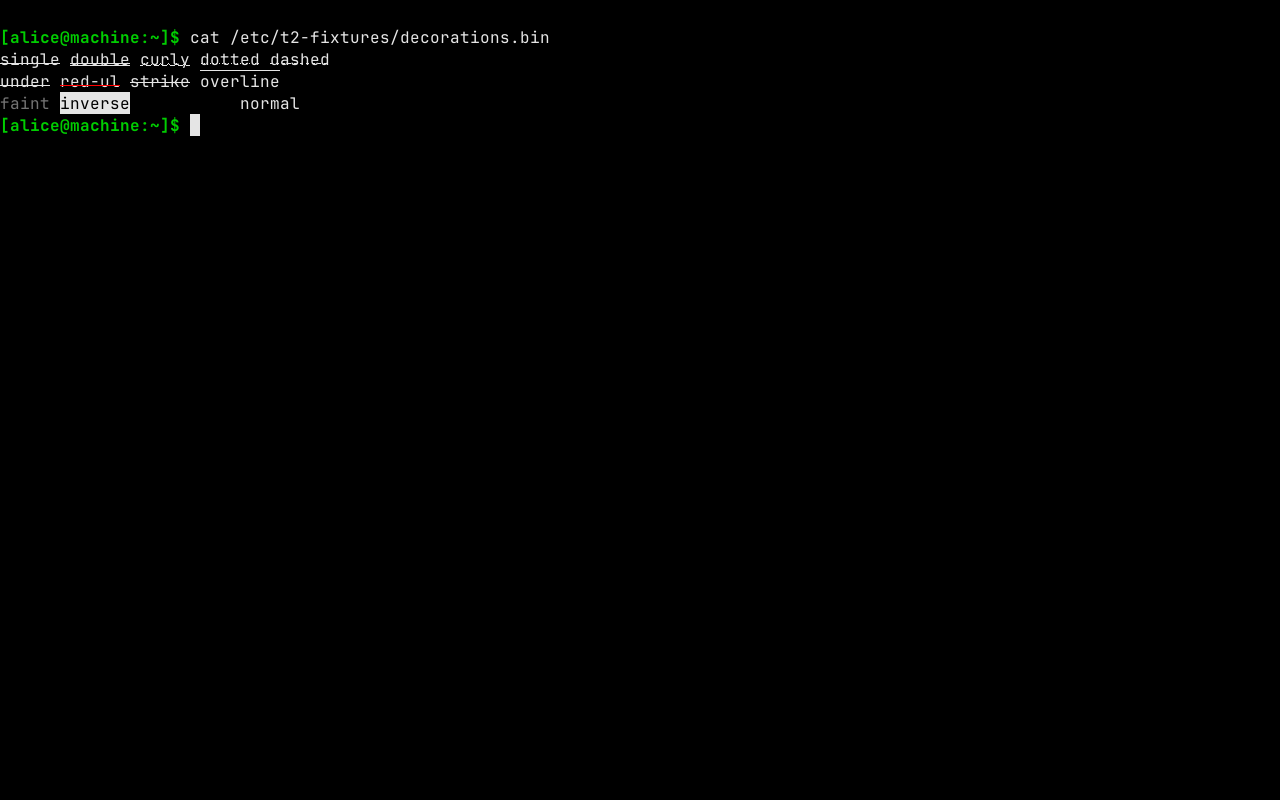 [alice@machine:~]$ cat /etc/t2-fixtures/decorations.bin
single double curly dotted dashed
under red-ul strike overline
faint inverse           normal
[alice@machine:~]$